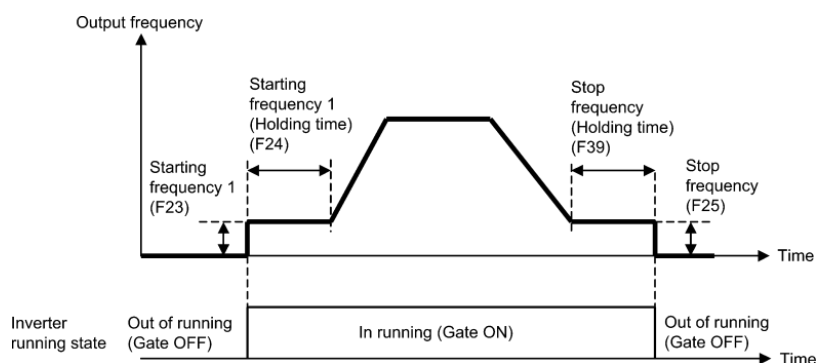 Output frequency
Starting
frequency 1
(Holding time)
(F24)
Stop
frequency
(Holding time)
(F39)
Starting
frequency 1
(F23)
Stop
frequency
(F25)
Time
Inverter
running state
Out of running
(Gate OFF)
In running (Gate ON)
Out of running
(Gate OFF)
Time